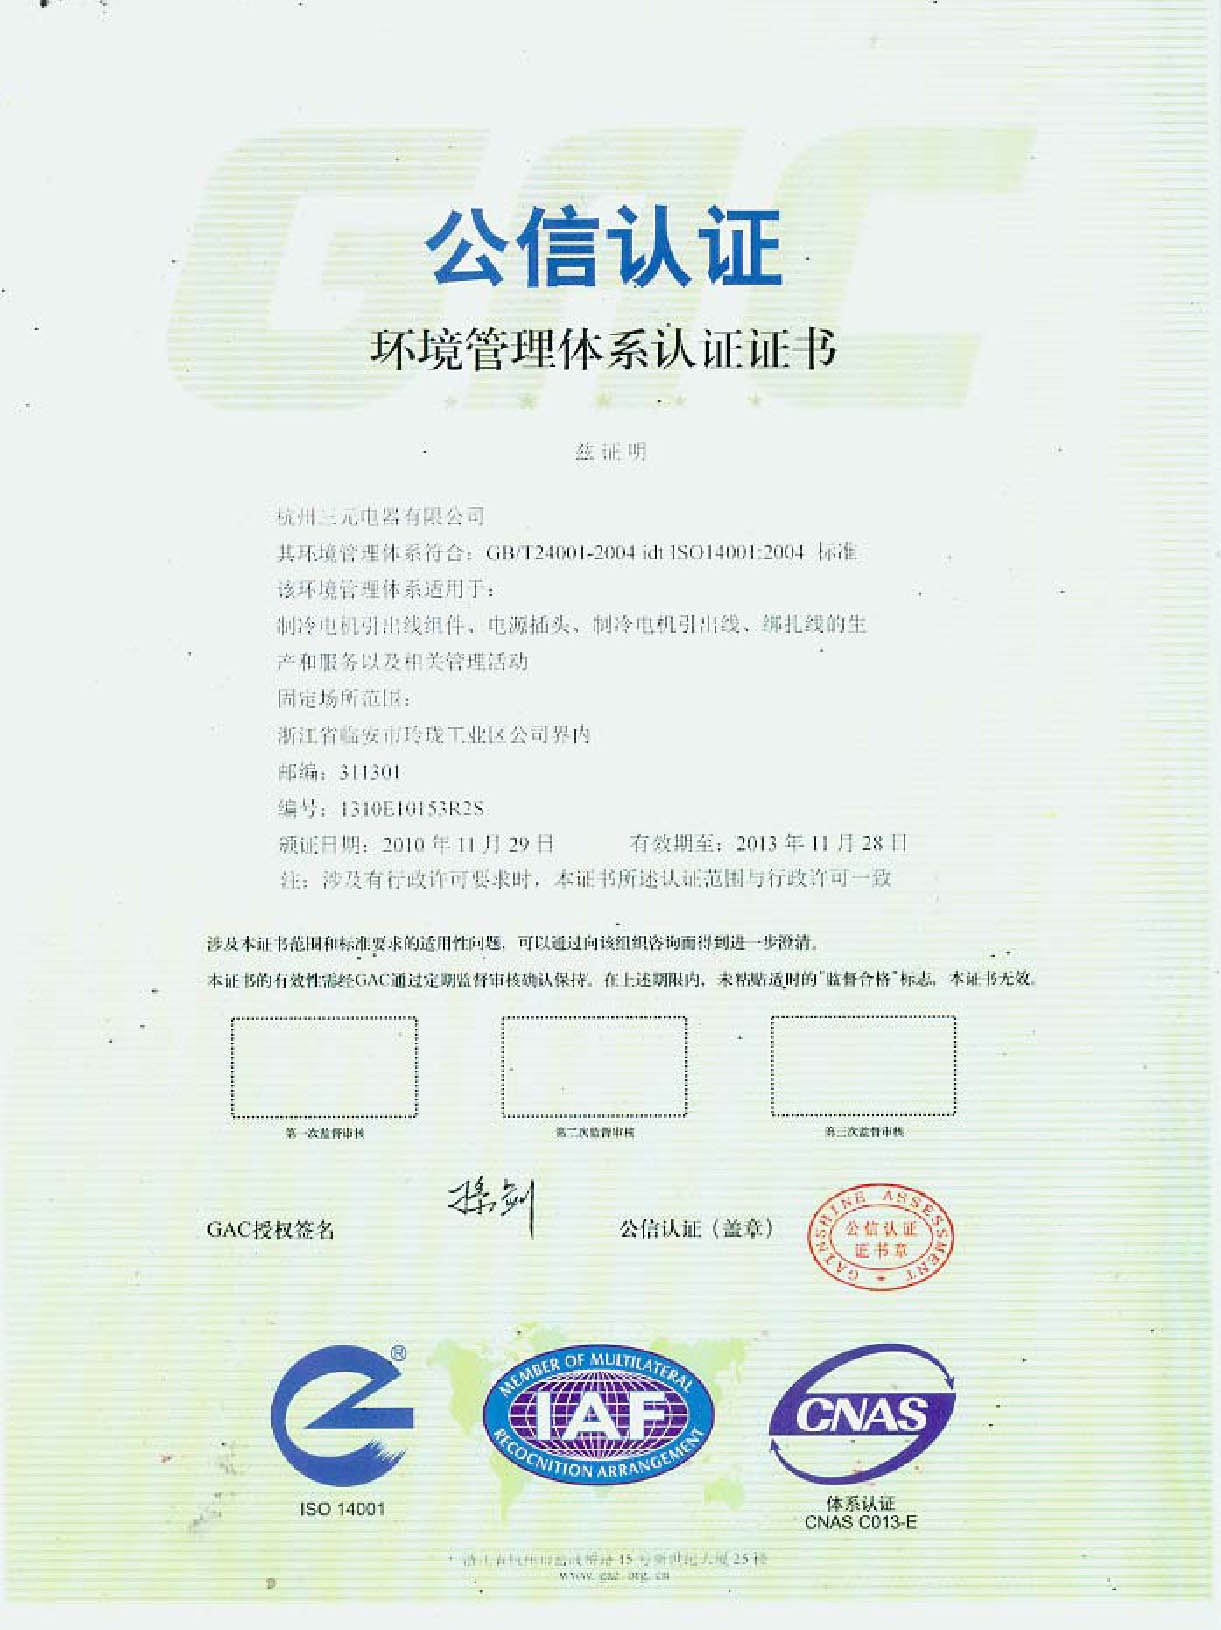 公信认证
环境管理体系认证证书
兹证明
杭州三元电器有限公司
其环境管理体系符合：GB/T24001-2004 idt ISO14001:2004 标准
该环境管理体系适用于：
制冷电机引出线组件、电源插头、制冷电机引出线、绑扎线的生
产和服务以及相关管理活动
固定场所范围：
浙江省临安市玲珑工业区公司界内
邮编：311301
编号：1310E10153R2S
颁证日期：2010 年 11 月 29 日 有效期至：2013 年 11 月 28 日
注：涉及有行政许可要求时，本证书所述认证范围与行政许可一致
涉及本证书范围和标准要求的适用性问题，可以通过向该组织咨询而得到进一步澄清。
本证书的有效性需经GAC通过定期监督审核确认保持。在上述期限内，未粘贴适时的"监督合格"标志，本证书无效。
第一次监督审核 第二次监督审核 第三次监督审核
GAC授权签名 公信认证（盖章）
GAINSHINE ASSESSMENT
公信认证
证书章
®
MEMBER OF MULTILATERAL
IAF
RECOGNITION ARRANGEMENT
CNAS
ISO 14001
体系认证
CNAS C013-E
15 号 25 楼
www.gac.org.cn